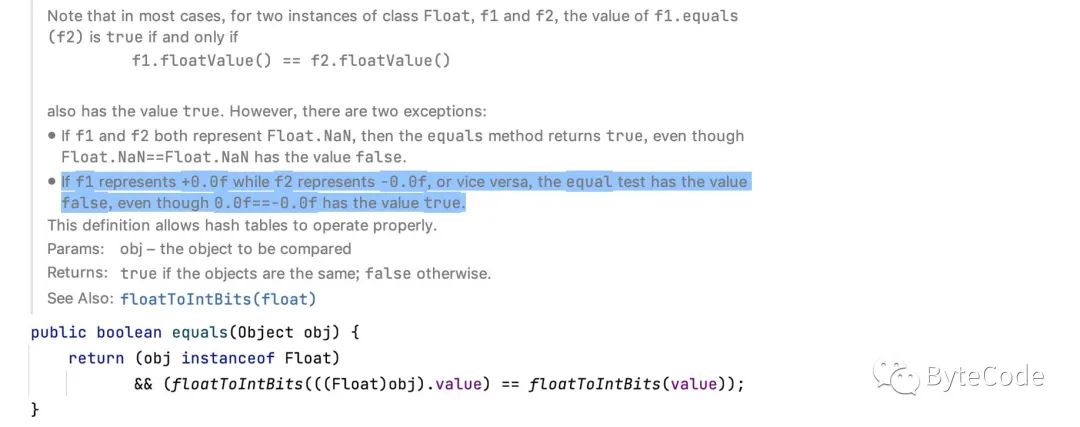 Note that in most cases, for two instances of class Float, f1 and f2, the value of f1.equals
(f2) is true if and only if
f1.floatValue() == f2.floatValue()
also has the value true. However, there are two exceptions:
• If f1 and f2 both represent Float.NaN, then the equals method returns true, even though
Float.NaN==Float.NaN has the value false.
• If f1 represents +0.0f while f2 represents -0.0f, or vice versa, the equal test has the value
false, even though 0.0f==-0.0f has the value true.
This definition allows hash tables to operate properly.
Params: obj – the object to be compared
Returns: true if the objects are the same; false otherwise.
See Also: floatToIntBits(float)
public boolean equals(Object obj) {
return (obj instanceof Float)
&& (floatToIntBits(((Float)obj).value) == floatToIntBits(value));
}
ByteCode